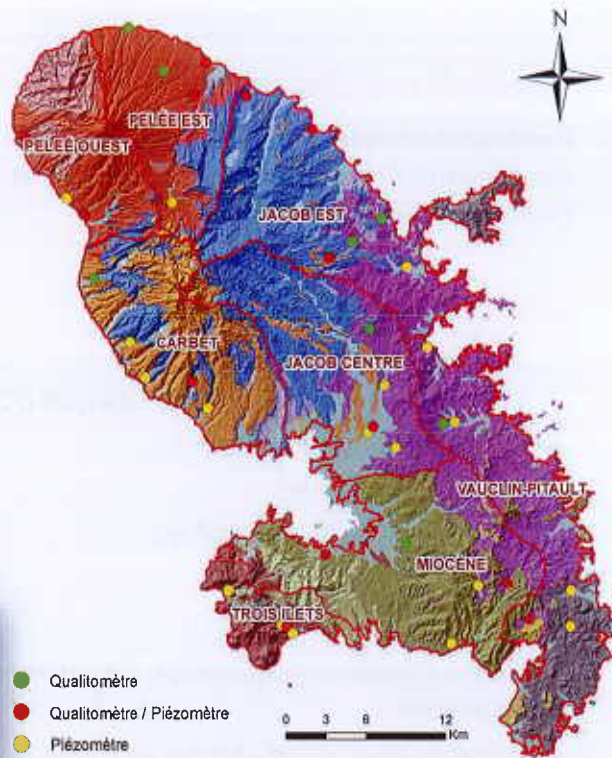 N
PELÉE EST
PELÉE OUEST
JACOB EST
CARBET
JACOB CENTRE
VAUCLIN-PITAULT
MIOCÈNE
TROIS ILETS
Qualitomètre
Qualitomètre / Piézomètre
Piézomètre
0 3 6 12
Km